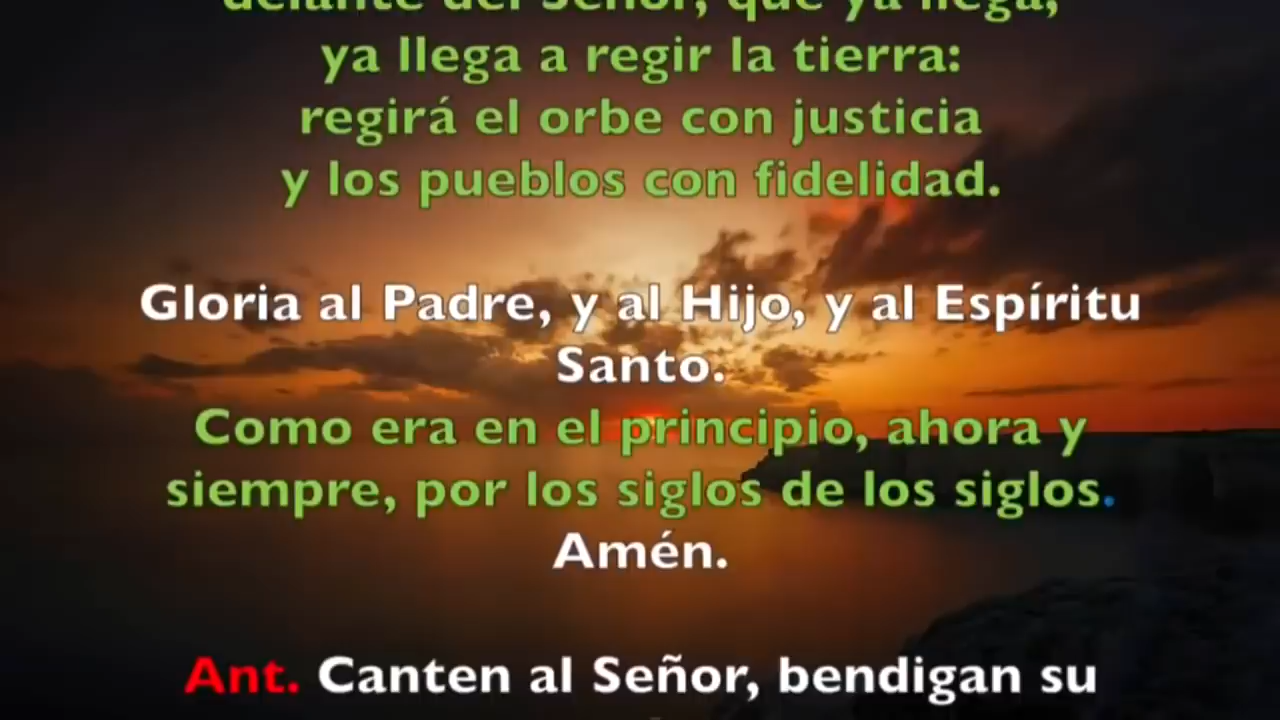 delante del Señor, que ya llega,
ya llega a regir la tierra:
regirá el orbe con justicia
y los pueblos con fidelidad.
Gloria al Padre, y al Hijo, y al Espíritu
Santo.
Como era en el principio, ahora y
siempre, por los siglos de los siglos.
Amén.
Ant. Canten al Señor, bendigan su